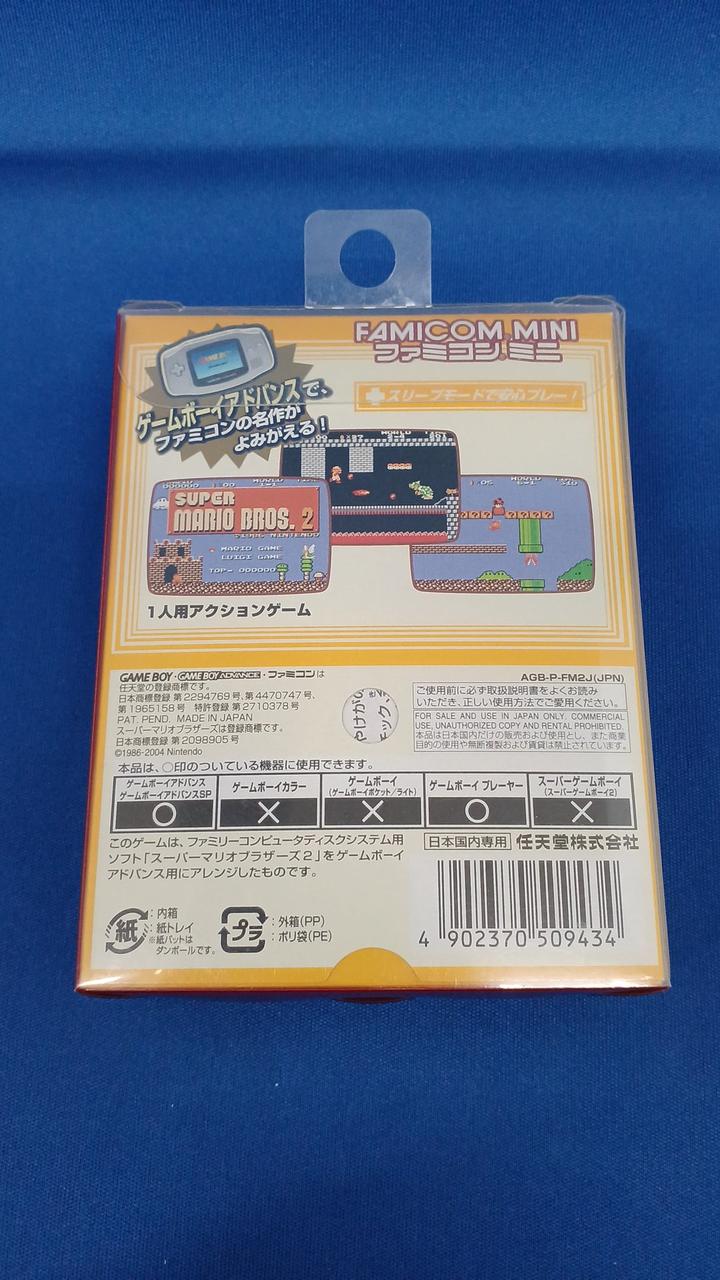 FAMICOM MINI
ファミコンミニ
スリープモードで安心プレー!
ゲームボーイアドバンスで、
ファミコンの名作が
よみがえる!
SUPER
MARIO BROS. 2
MARIO GAME
LUIGI GAME
TOP- 000000
WORLD
1人用アクションゲーム
GAME BOY・GAME BOY ADVANCE・ファミコンは
任天堂の登録商標です。
日本商標登録 第2294769号、第4470747号、
第1965158号 特許登録 第2710378号
PAT. PEND. MADE IN JAPAN
スーパーマリオブラザーズは登録商標です。
日本商標登録 第2098905号
©1986-2004 Nintendo
AGB-P-FM2J(JPN)
ご使用前に必ず取扱説明書をよくお読み
いただき、正しい使用方法でご愛用ください。
FOR SALE AND USE IN JAPAN ONLY. COMMERCIAL
USE, UNAUTHORIZED COPY AND RENTAL PROHIBITED.
本品は日本国内だけの販売および使用とし、また商業
目的の使用や無断複製および賃貸は禁止されています。
本品は、○印のついている機器に使用できます。
ゲームボーイアドバンス
ゲームボーイアドバンスSP
○
ゲームボーイカラー
×
ゲームボーイ
(ゲームボーイポケット/ライト)
×
ゲームボーイ プレーヤー
○
スーパーゲームボーイ
(スーパーゲームボーイ2)
×
このゲームは、ファミリーコンピュータディスクシステム用
ソフト「スーパーマリオブラザーズ2」をゲームボーイ
アドバンス用にアレンジしたものです。
日本国内専用 任天堂株式会社
紙
:内箱
:紙トレイ
※紙パットは
ダンボールです。
プラ
:外箱(PP)
:ポリ袋(PE)
4 902370 509434